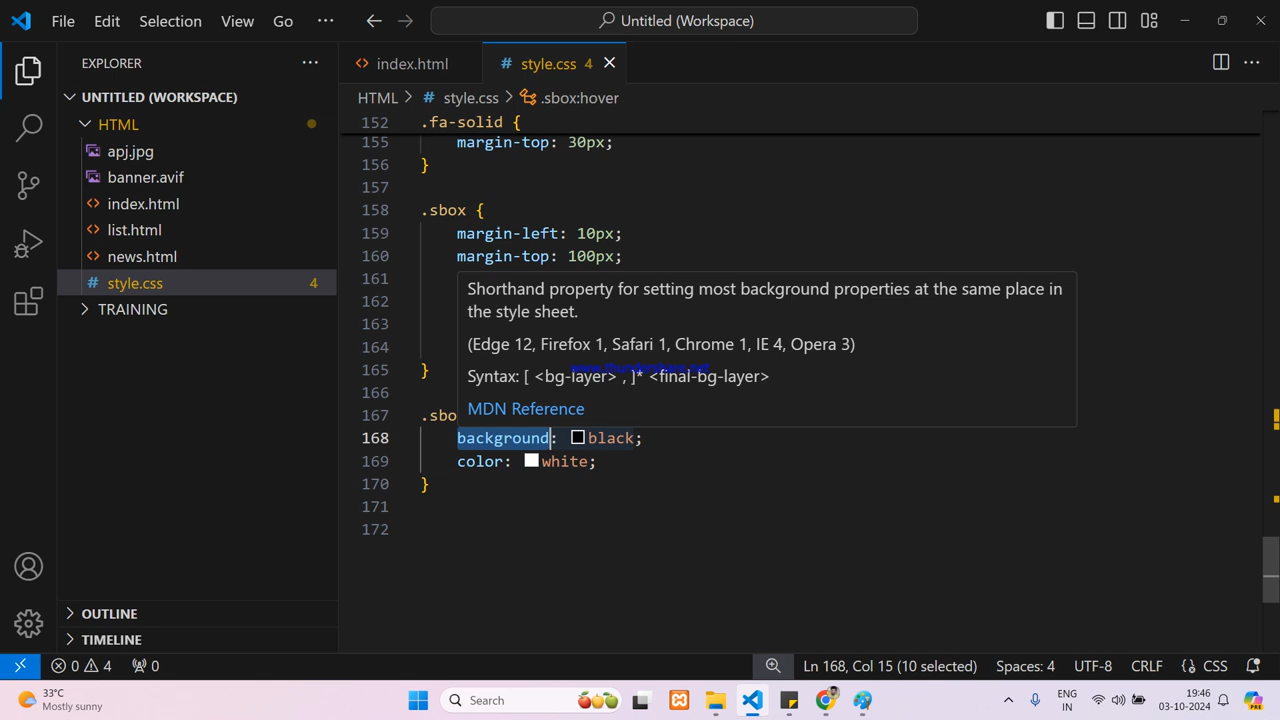 File Edit Selection View Go ... Untitled (Workspace)
EXPLORER ...
index.html
# style.css 4
UNTITLED (WORKSPACE)
HTML > # style.css > .sbox:hover
HTML
apj.jpg
banner.avif
index.html
list.html
news.html
# style.css 4
TRAINING
OUTLINE
TIMELINE
152 .fa-solid {
155 margin-top: 30px;
156 }
157
158 .sbox {
159 margin-left: 10px;
160 margin-top: 100px;
161
162
163
164
165 }
166
167 .sbo
168 background: black;
169 color: white;
170 }
171
172
Shorthand property for setting most background properties at the same place in
the style sheet.
(Edge 12, Firefox 1, Safari 1, Chrome 1, IE 4, Opera 3)
www.thundershare.net
Syntax: [ <bg-layer> , ]* <final-bg-layer>
MDN Reference
0 4 0 Ln 168, Col 15 (10 selected) Spaces: 4 UTF-8 CRLF {} CSS
33°C
Mostly sunny
Search
ENG
IN
19:46
03-10-2024
PRE